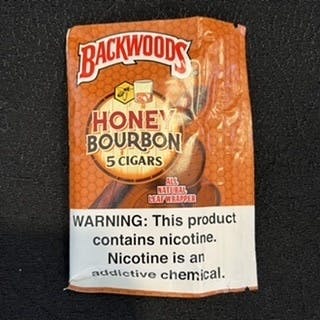 BACKWOODS
HONEY
BOURBON
5 CIGARS
ALL
NATURAL
LEAF WRAPPER
WARNING: This product
contains nicotine.
Nicotine is an
addictive chemical.